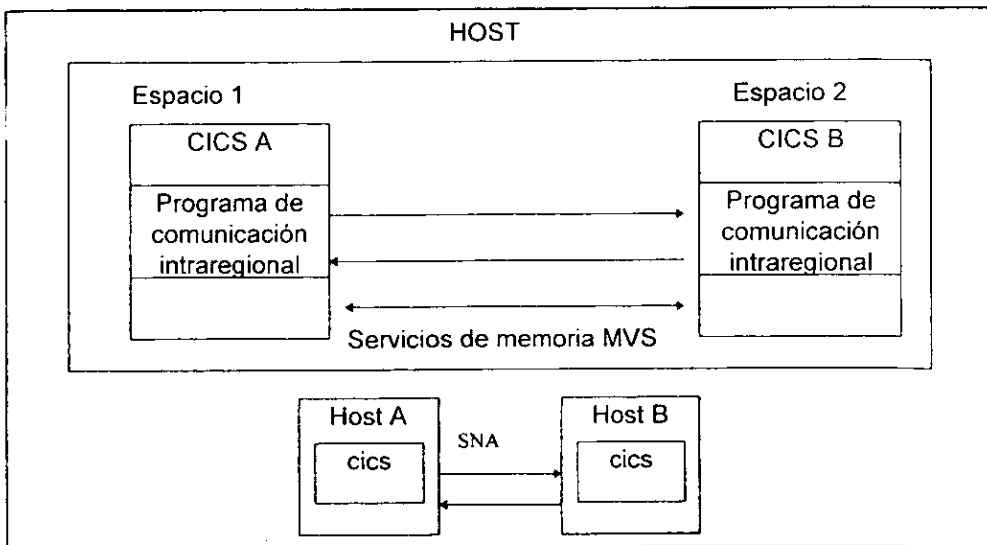 HOST
Espacio 1
Espacio 2
CICS A
CICS B
Programa de
comunicación
intraregional
Programa de
comunicación
intraregional
Servicios de memoria MVS
Host A
Host B
SNA
cics
cics